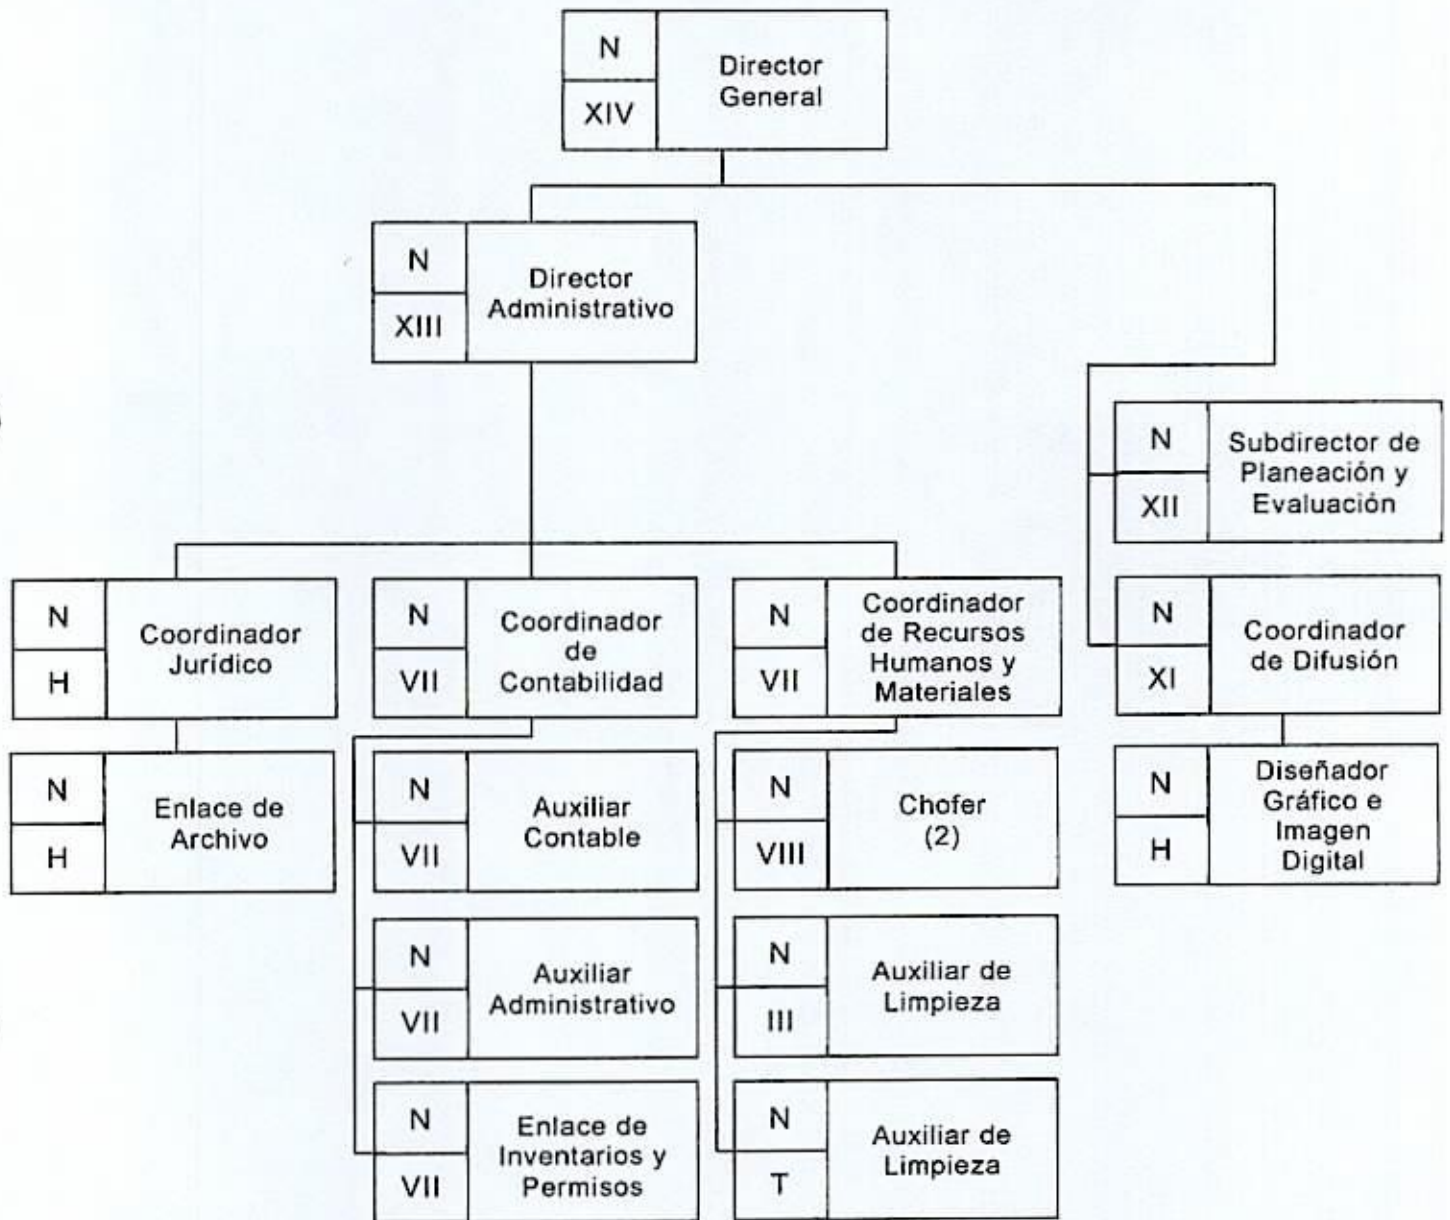 N
XIV
Director
General
N
XIII
Director
Administrativo
N
XII
Subdirector de
Planeación y
Evaluación
N
H
Coordinador
Jurídico
N
VII
Coordinador
de
Contabilidad
N
VII
Coordinador
de Recursos
Humanos y
Materiales
N
XI
Coordinador
de Difusión
N
H
Enlace de
Archivo
N
VII
Auxiliar
Contable
N
VIII
Chofer
(2)
N
H
Diseñador
Gráfico e
Imagen
Digital
N
VII
Auxiliar
Administrativo
N
III
Auxiliar de
Limpieza
N
VII
Enlace de
Inventarios y
Permisos
N
T
Auxiliar de
Limpieza